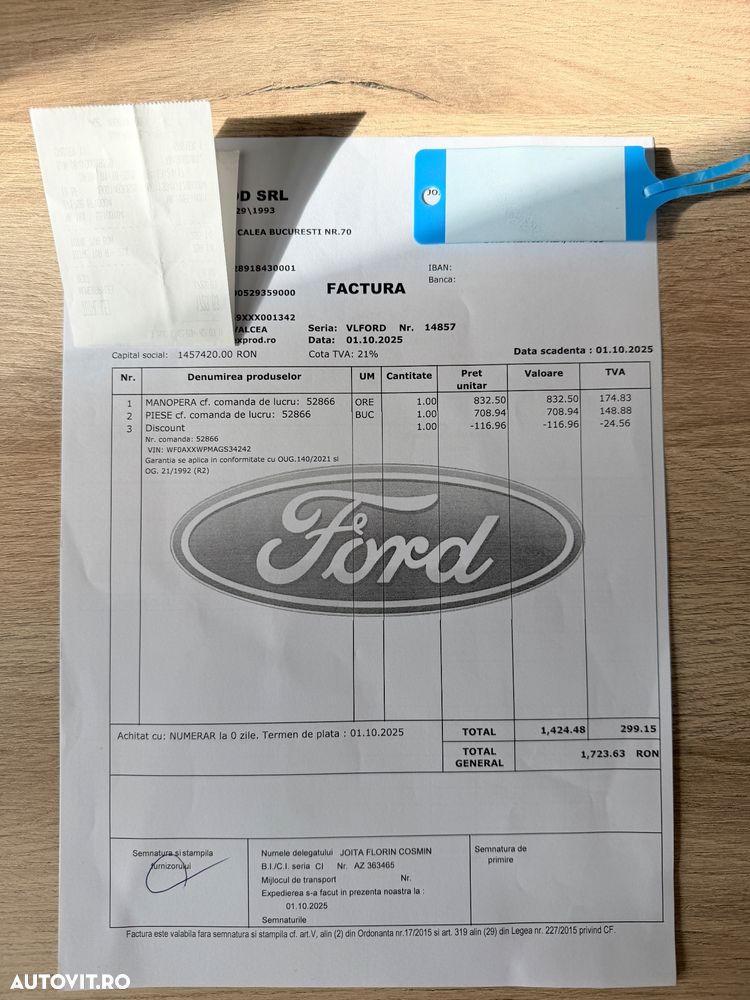 OD SRL
29\1993
CALEA BUCURESTI NR.70
JO.
28918430001
IBAN:
Banca:
00529359000
FACTURA
9XXX001342
VALCEA
exprod.ro
Seria: VLFORD Nr. 14857
Data: 01.10.2025
Capital social: 1457420.00 RON
Cota TVA: 21%
Data scadenta : 01.10.2025
Nr. Denumirea produselor UM Cantitate Pret unitar Valoare TVA
1 MANOPERA cf. comanda de lucru: 52866 ORE 1.00 832.50 832.50 174.83
2 PIESE cf. comanda de lucru: 52866 BUC 1.00 708.94 708.94 148.88
3 Discount 1.00 -116.96 -116.96 -24.56
Nr. comanda: 52866
VIN: WF0AXXWPMAGS34242
Garantia se aplica in conformitate cu OUG.140/2021 si
OG. 21/1992 (R2)
Ford
Achitat cu: NUMERAR la 0 zile. Termen de plata : 01.10.2025
TOTAL 1,424.48 299.15
TOTAL GENERAL 1,723.63 RON
Semnatura si stampila
furnizorului
Numele delegatului JOITA FLORIN COSMIN
B.I./C.I. seria CI Nr. AZ 363465
Mijlocul de transport Nr.
Expedierea s-a facut in prezenta noastra la :
01.10.2025
Semnaturile
Semnatura de
primire
Factura este valabila fara semnatura si stampila cf. art.V, alin (2) din Ordonanta nr.17/2015 si art. 319 alin (29) din Legea nr. 227/2015 privind CF.
AUTOVIT.RO